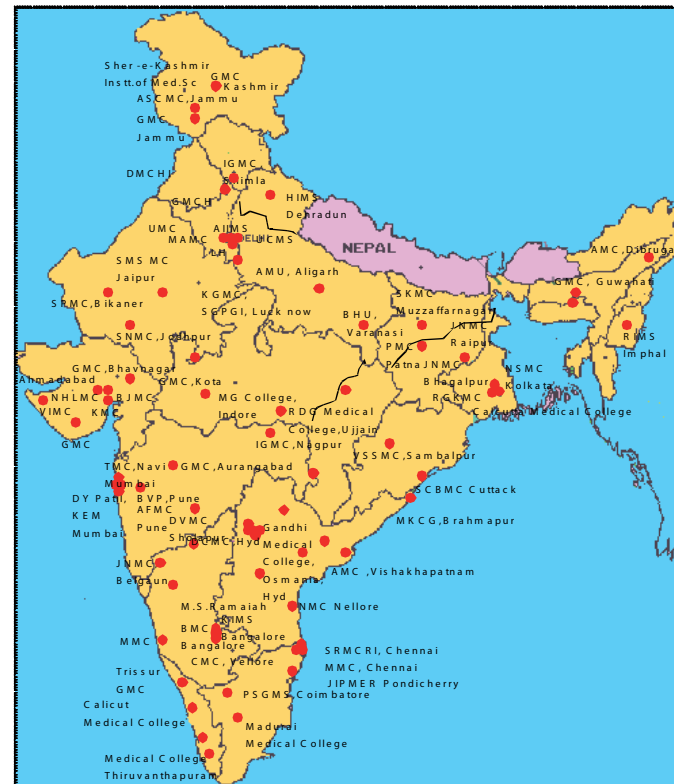 Sher-e-Kashmir
GMC
Instt.of Med.Sc
Kashmir
ASCMC,Jammu
GMC
Jammu
IGMC,
Shimla
DMCHI
GMCH
HIMS
Dehradun
UMC
AIIMS
MAMC
DELHI
UCMS
LH
NEPAL
AMC,Dibruga
SMS MC
Jaipur
AMU, Aligarh
GMC, Guwahati
SPMC,Bikaner
KGMC,
SGPGI, Luck now
SKMC
Muzzaffarnagar
BHU,
Varanasi
JNMC
Raipur
RIMS
Imphal
SNMC, Jodhpur
PMC
Patna
JNMC
Bhagalpur
NSMC
Kolkata
GMC,Bhavnagar
Ahmadabad
GMC,Kota
MG College,
Indore
RGKMC
Calcutta Medical College
NHLMC
BJMC
VIMC
KMC
GMC
RDG Medical
College,Ujjain
IGMC,Nagpur
VSSMC,Sambalpur
TMC,Navi
Mumbai
GMC,Aurangabad
DY Patil,
BVP,Pune
SCBMC Cuttack
KEM
Mumbai
AFMC
Pune
DVMC
Sholapur
MKCG,Brahmapur
DCMC,Hyd
Gandhi
Medical
College,
Osmania,
Hyd
JNMC
Belgaun
AMC ,Vishakhapatnam
M.S.Ramaiah
NMC Nellore
KIMS
BMC
Bangalore
Bangalore
MMC
CMC, Vellore
SRMCRI, Chennai
MMC, Chennai
JIPMER Pondicherry
Trissur
GMC
PSGMS,Coimbatore
Calicut
Medical College
Madurai
Medical College
Medical College
Thiruvanthapuram